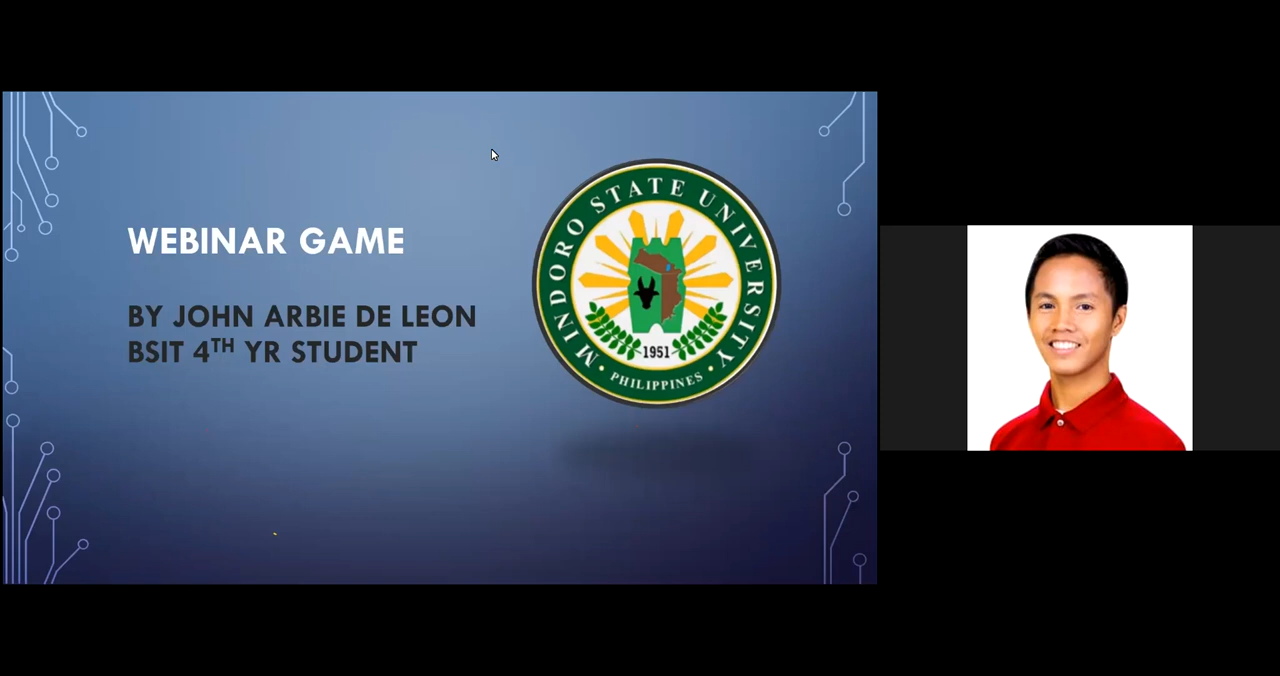 WEBINAR GAME
BY JOHN ARBIE DE LEON
BSIT 4TH YR STUDENT
MINDORO STATE UNIVERSITY
1951
PHILIPPINES